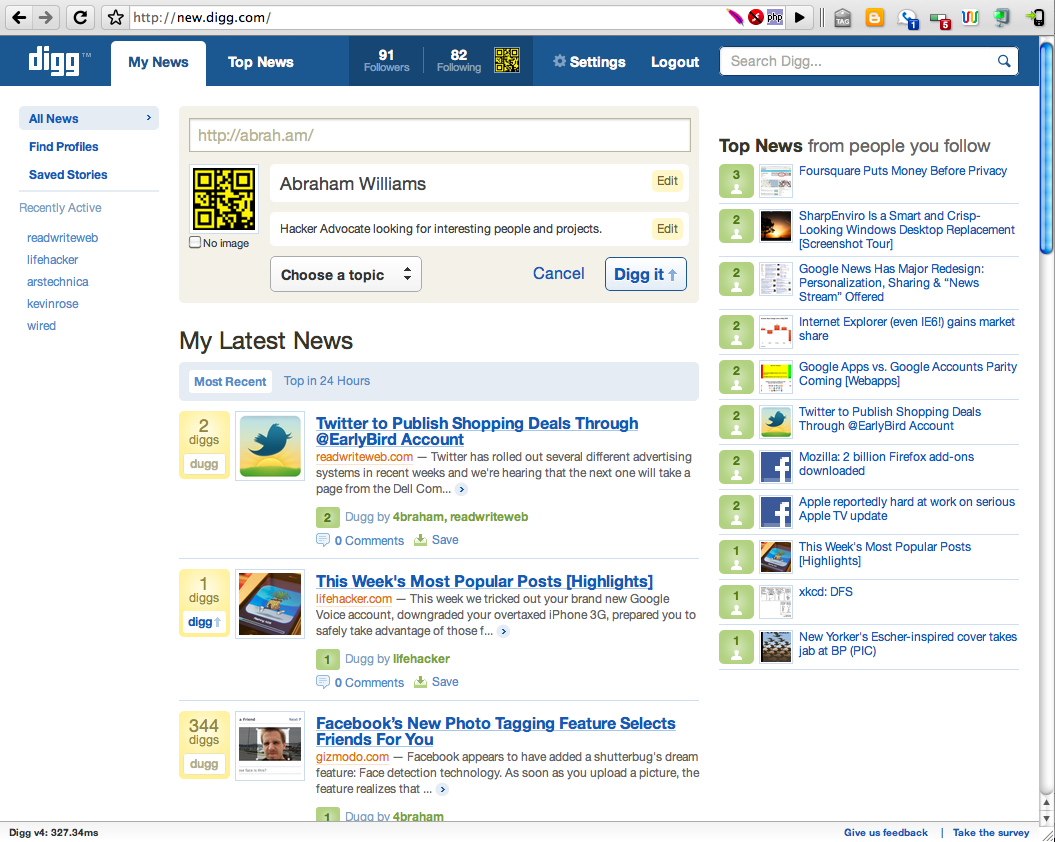 http://new.digg.com/
php
TAG
1
5
digg™
My News
Top News
91
Followers
82
Following
Settings
Logout
Search Digg...
All News
Find Profiles
Saved Stories
Recently Active
readwriteweb
lifehacker
arstechnica
kevinrose
wired
http://abrah.am/
Abraham Williams
Edit
Hacker Advocate looking for interesting people and projects.
Edit
No image
Choose a topic
Cancel
Digg it
My Latest News
Most Recent
Top in 24 Hours
2
diggs
dugg
Twitter to Publish Shopping Deals Through
@EarlyBird Account
readwriteweb.com — Twitter has rolled out several different advertising
systems in recent weeks and we're hearing that the next one will take a
page from the Dell Com...
2 Dugg by 4braham, readwriteweb
0 Comments Save
1
diggs
digg
This Week's Most Popular Posts [Highlights]
lifehacker.com — This week we tricked out your brand new Google
Voice account, downgraded your overtaxed iPhone 3G, prepared you to
safely take advantage of those f...
1 Dugg by lifehacker
0 Comments Save
344
diggs
dugg
Facebook's New Photo Tagging Feature Selects
Friends For You
gizmodo.com — Facebook appears to have added a shutterbug's dream
feature: Face detection technology. As soon as you upload a picture, the
feature realizes that ...
1 Dugg by 4braham
Top News from people you follow
3
Foursquare Puts Money Before Privacy
2
SharpEnviro Is a Smart and Crisp-
Looking Windows Desktop Replacement
[Screenshot Tour]
2
Google News Has Major Redesign:
Personalization, Sharing & "News
Stream" Offered
2
Internet Explorer (even IE6!) gains market
share
2
Google Apps vs. Google Accounts Parity
Coming [Webapps]
2
Twitter to Publish Shopping Deals
Through @EarlyBird Account
2
Mozilla: 2 billion Firefox add-ons
downloaded
2
Apple reportedly hard at work on serious
Apple TV update
1
This Week's Most Popular Posts
[Highlights]
1
xkcd: DFS
1
New Yorker's Escher-inspired cover takes
jab at BP (PIC)
Digg v4: 327.34ms
Give us feedback | Take the survey